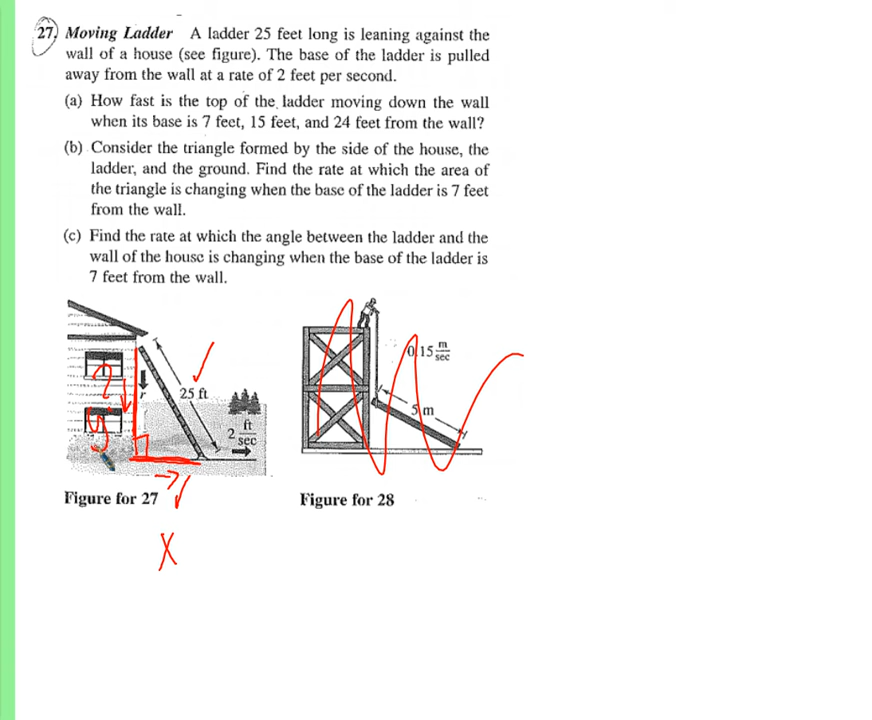 27. Moving Ladder A ladder 25 feet long is leaning against the
wall of a house (see figure). The base of the ladder is pulled
away from the wall at a rate of 2 feet per second.
(a) How fast is the top of the ladder moving down the wall
when its base is 7 feet, 15 feet, and 24 feet from the wall?
(b) Consider the triangle formed by the side of the house, the
ladder, and the ground. Find the rate at which the area of
the triangle is changing when the base of the ladder is 7 feet
from the wall.
(c) Find the rate at which the angle between the ladder and the
wall of the house is changing when the base of the ladder is
7 feet from the wall.
0.15 m
sec
?
r
25 ft
5 m
y
2 ft
sec
Figure for 27
Figure for 28
X